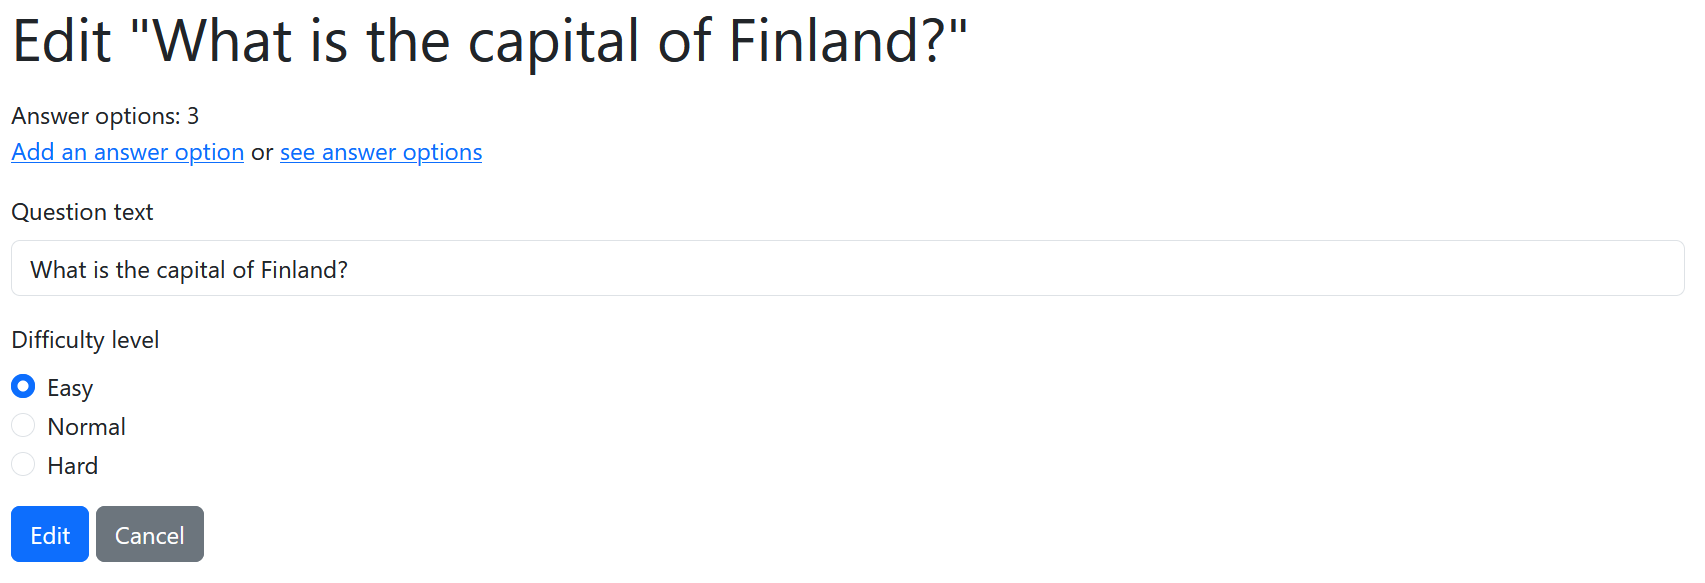 Edit "What is the capital of Finland?"
Answer options: 3
Add an answer option or see answer options
Question text
What is the capital of Finland?
Difficulty level
Easy
Normal
Hard
Edit Cancel